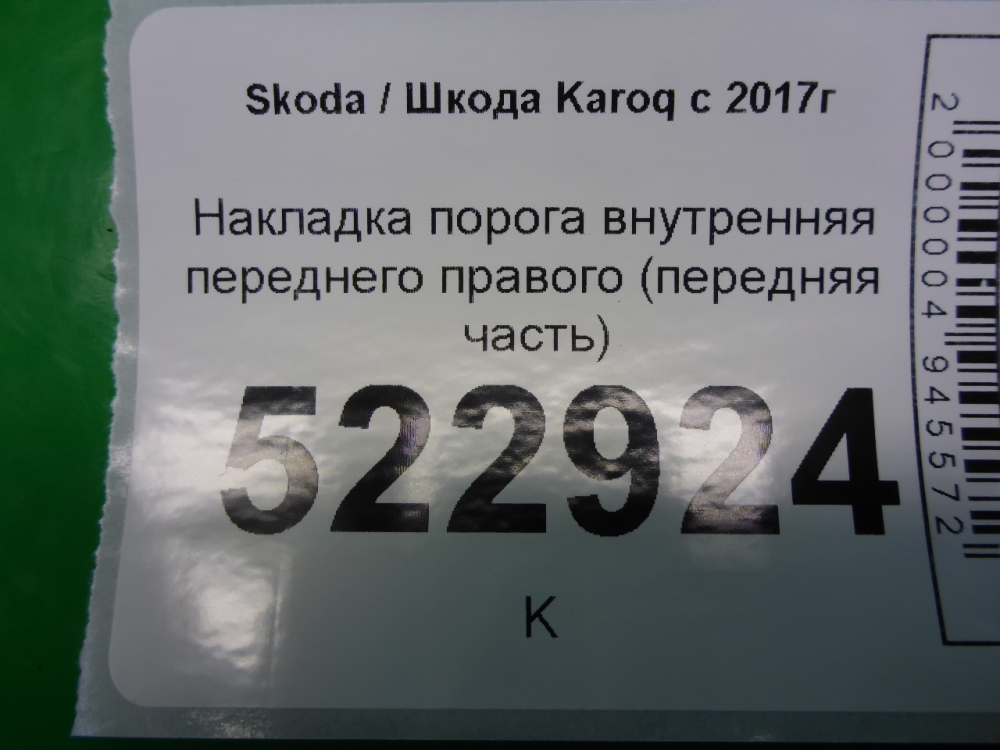 Skoda / Шкода Karoq с 2017г
Накладка порога внутренняя
переднего правого (передняя
часть)
522924
К
2000004945572